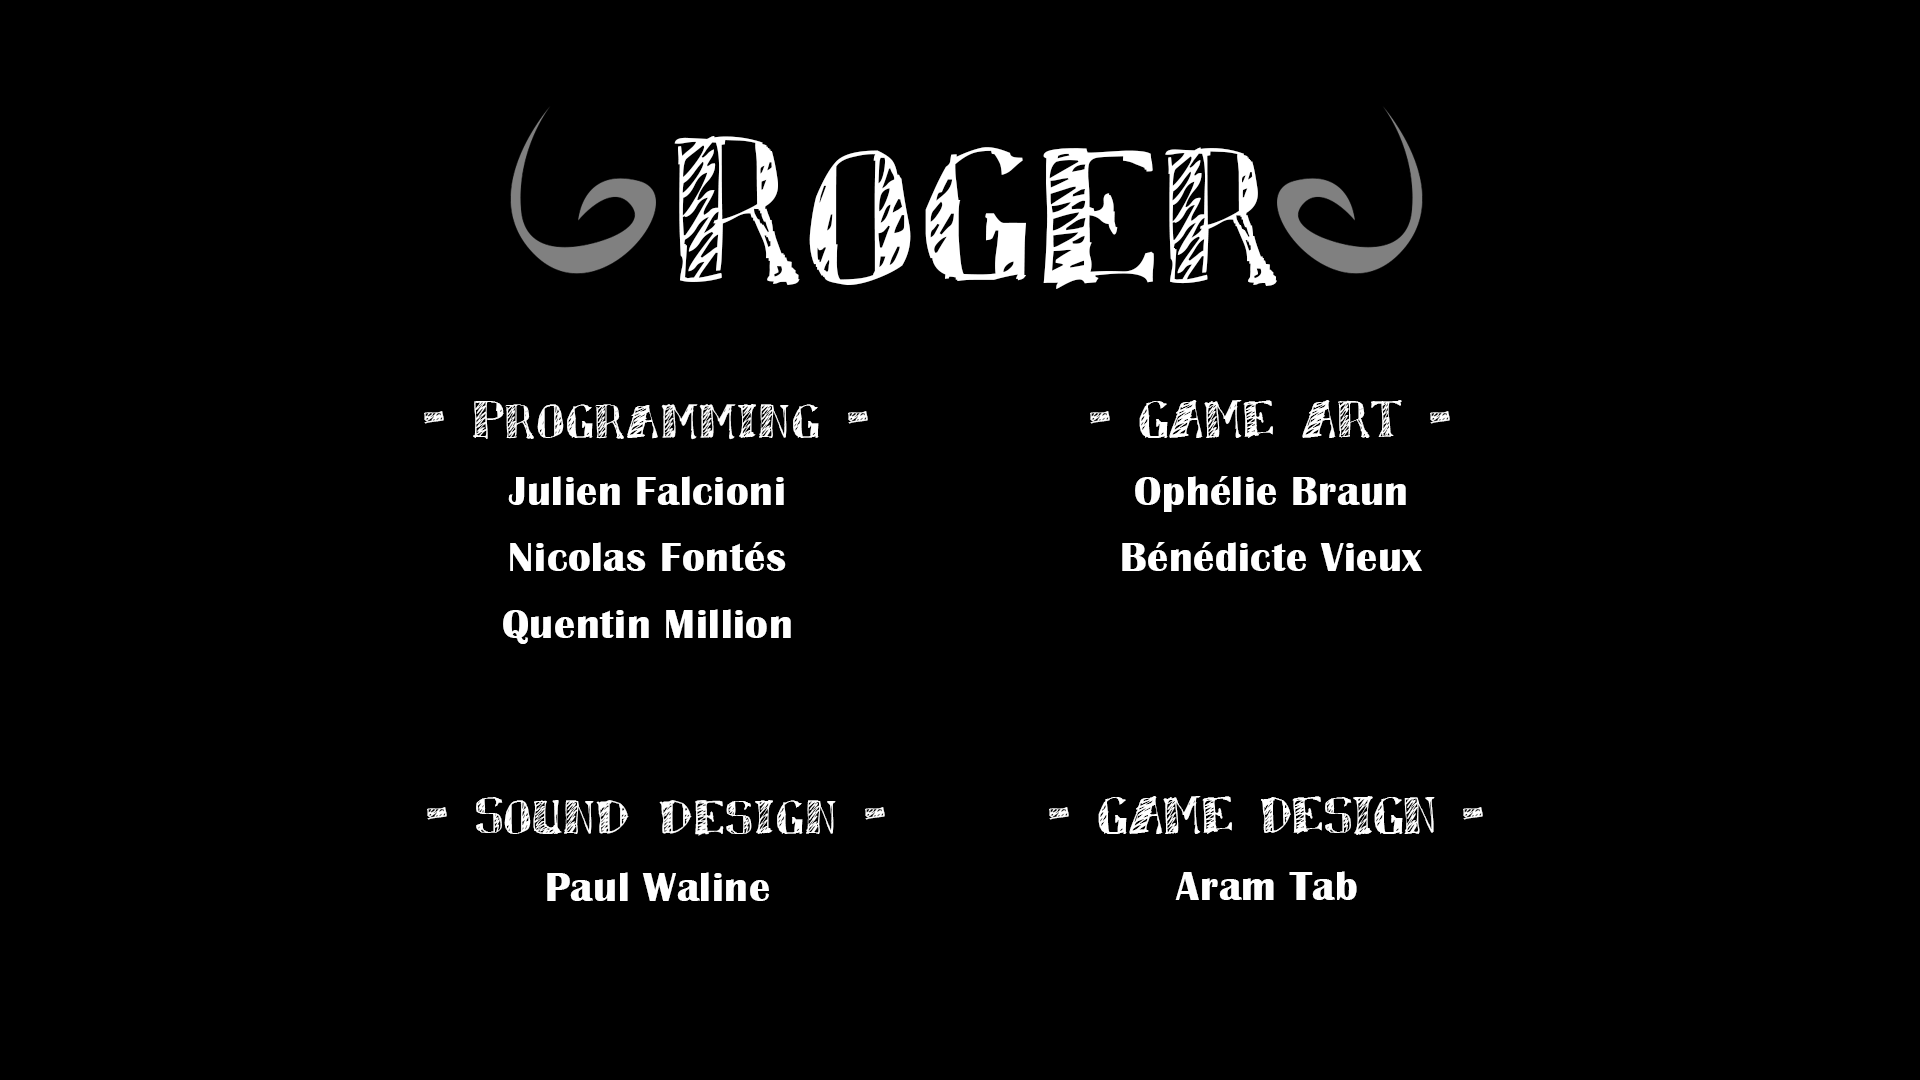 ROGER
- PROGRAMMING -
Julien Falcioni
Nicolas Fontés
Quentin Million
- GAME ART -
Ophélie Braun
Bénédicte Vieux
- SOUND DESIGN -
Paul Waline
- GAME DESIGN -
Aram Tab